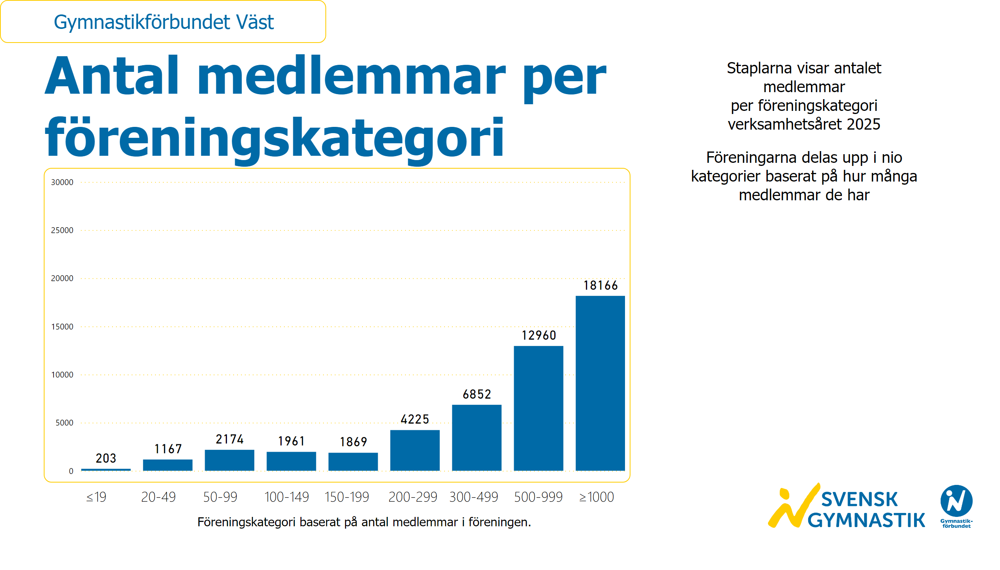 Gymnastikförbundet Väst
Antal medlemmar per
föreningskategori
Staplarna visar antalet
medlemmar
per föreningskategori
verksamhetsåret 2025
Föreningarna delas upp i nio
kategorier baserat på hur många
medlemmar de har
30000
25000
20000
15000
10000
5000
0
203
1167
2174
1961
1869
4225
6852
12960
18166
≤19 20-49 50-99 100-149 150-199 200-299 300-499 500-999 ≥1000
Föreningskategori baserat på antal medlemmar i föreningen.
SVENSK
GYMNASTIK
Gymnastik-
förbundet